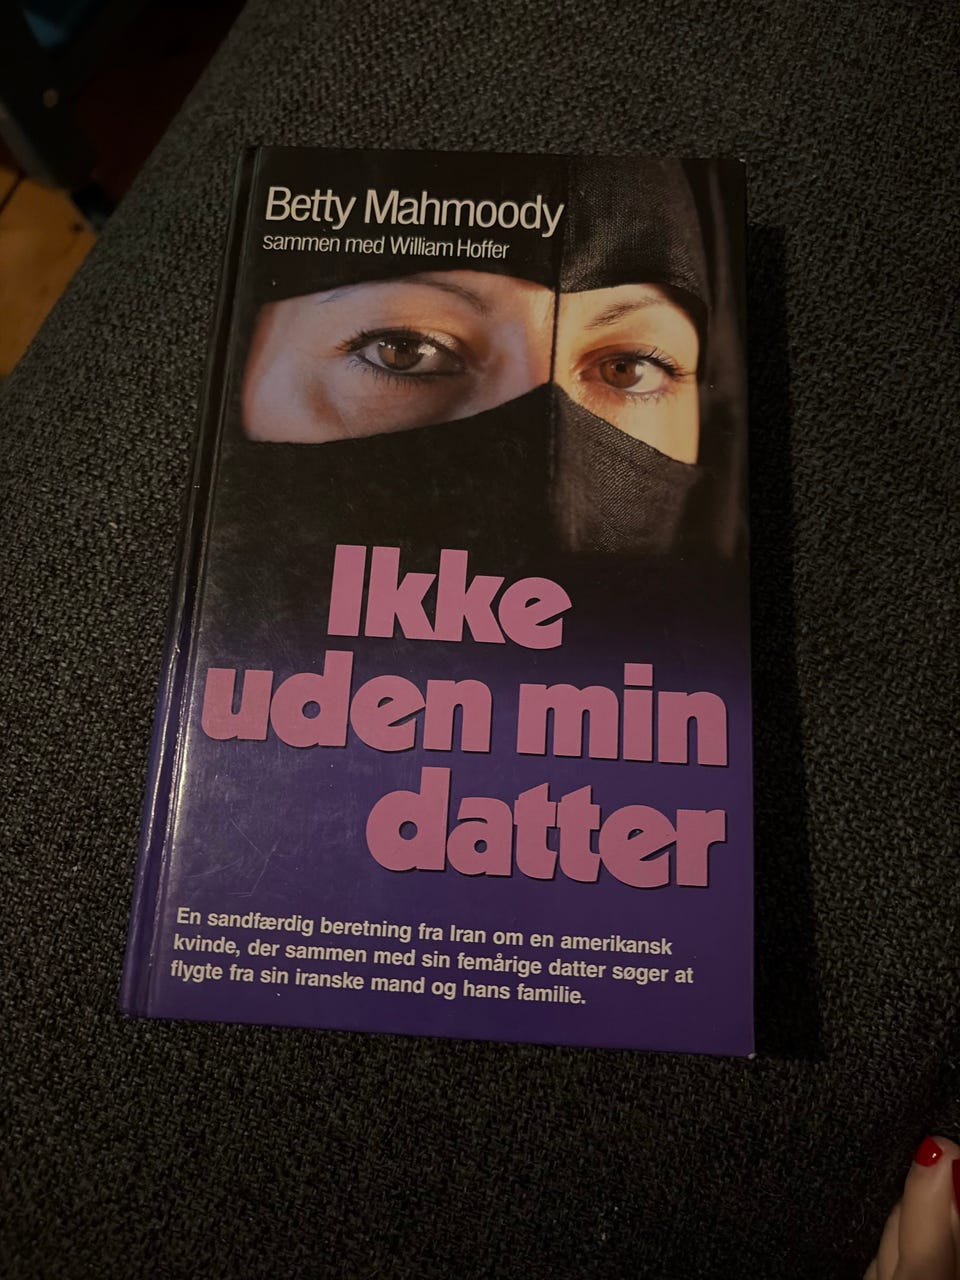 Betty Mahmoody
sammen med William Hoffer
Ikke
uden min
datter
En sandfærdig beretning fra Iran om en amerikansk
kvinde, der sammen med sin femårige datter søger at
flygte fra sin iranske mand og hans familie.